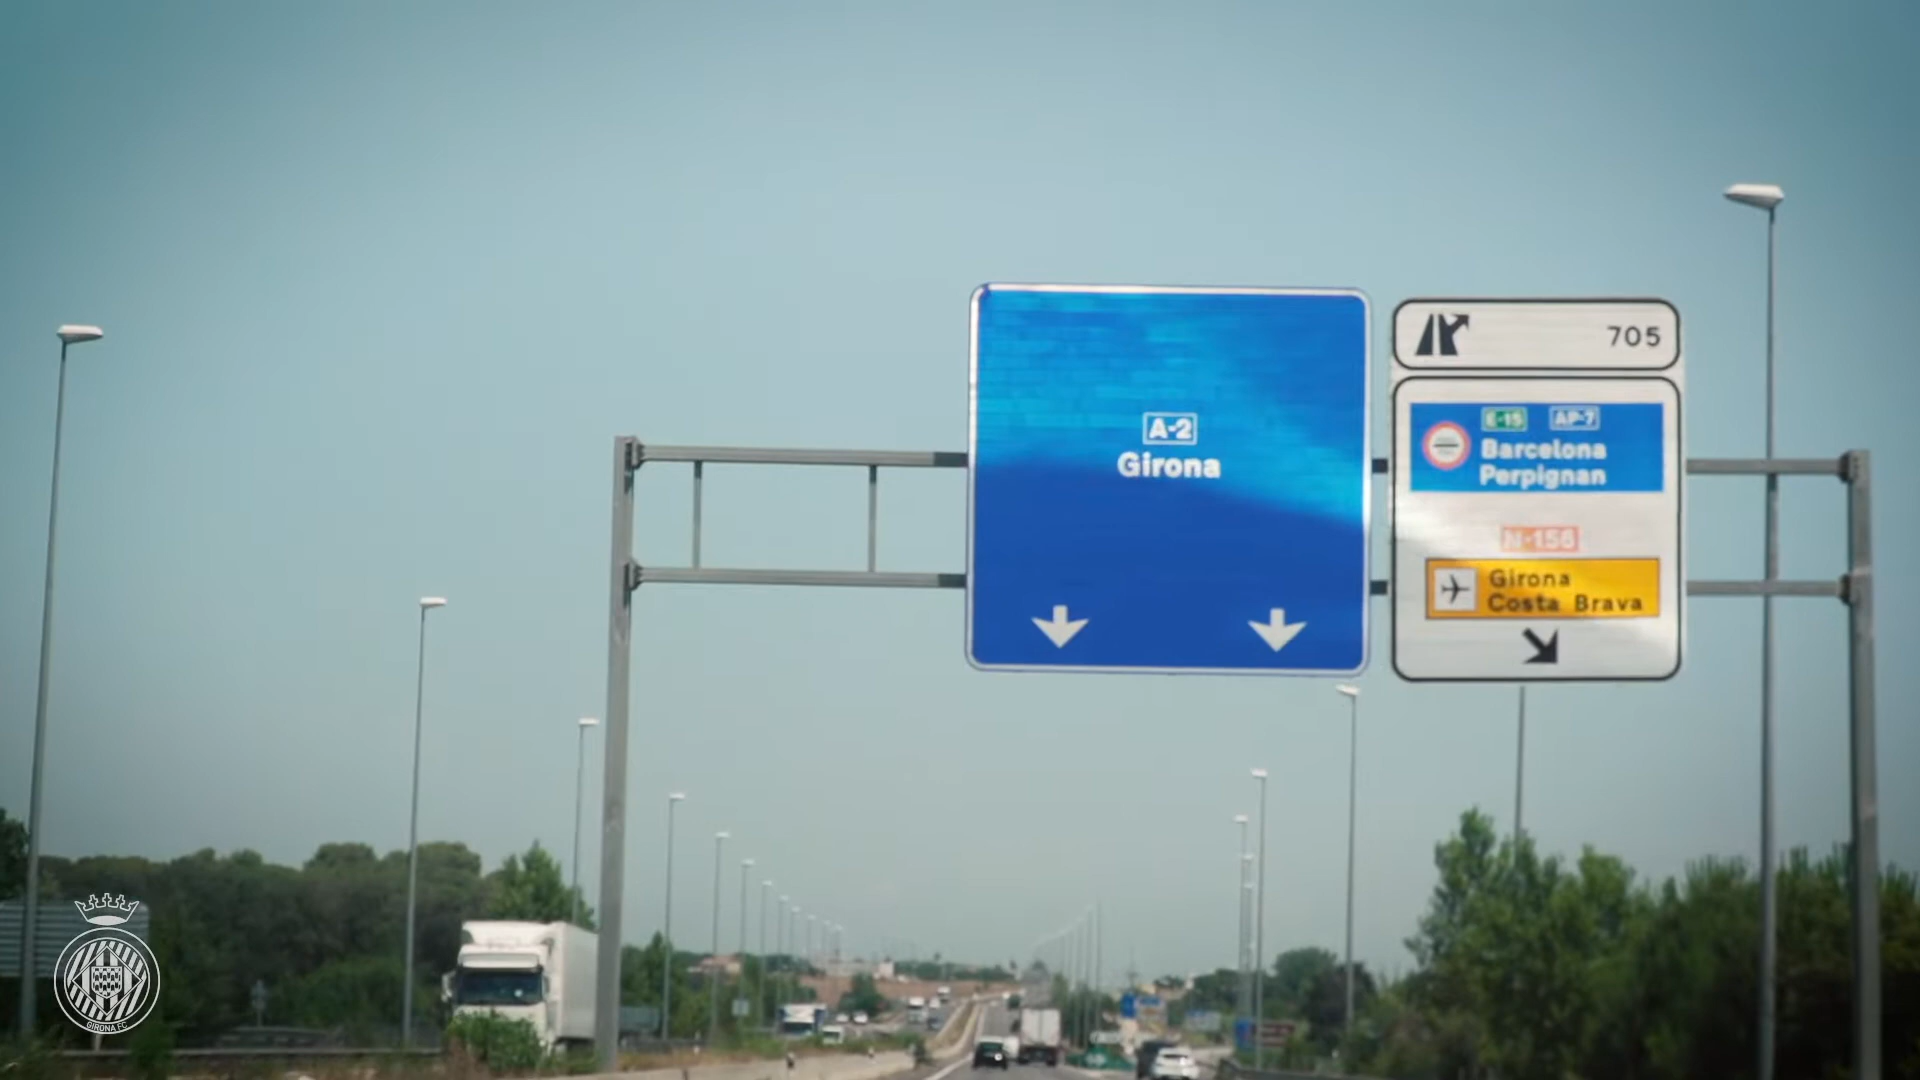 A-2
Girona
705
E-15 AP-7
Barcelona
Perpignan
N-156
Girona
Costa Brava
GIRONA FC